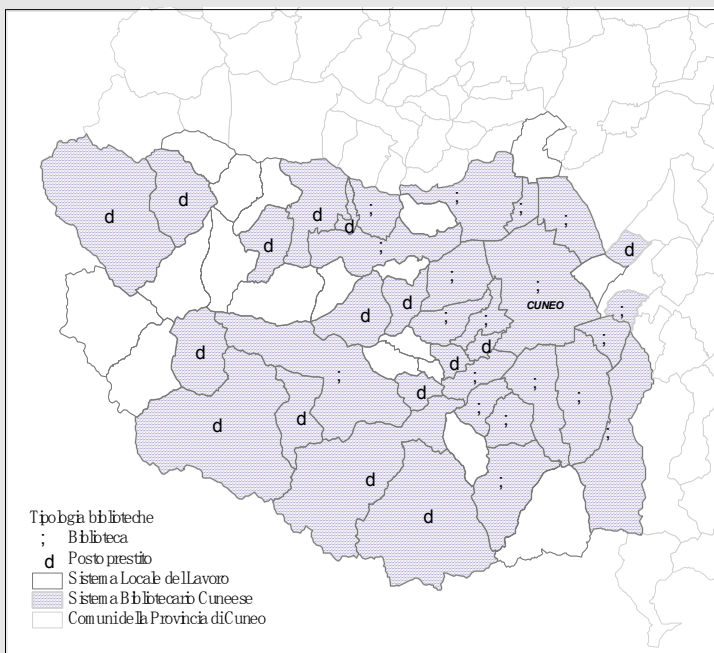 d d d d ; ; ; ;
d ; d
; ;
d d CUNEO ;
; ;
d d d ;
; d ; ; ;
d d ; ; ;
d ;
d
Tipologia biblioteche
; Biblioteca
d Posto prestito
Sistema Locale del Lavoro
Sistema Bibliotecario Cuneese
Comuni della Provincia di Cuneo